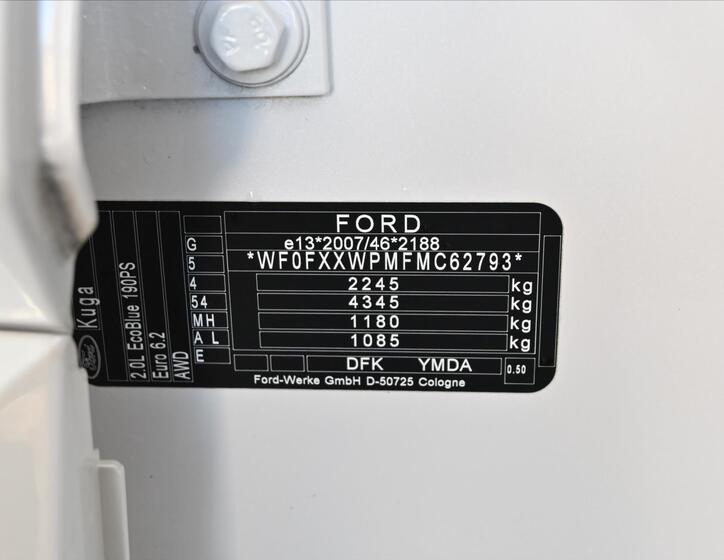 FORD
e13*2007/46*2188
*WF0FXXWPMFMC62793*
2245 kg
4345 kg
1180 kg
1085 kg
DFK YMDA 0.50
Ford-Werke GmbH D-50725 Cologne
G
5
4
54
MH
A L
E
Ford
Kuga
2.0L EcoBlue 190PS
Euro 6.2
AWD